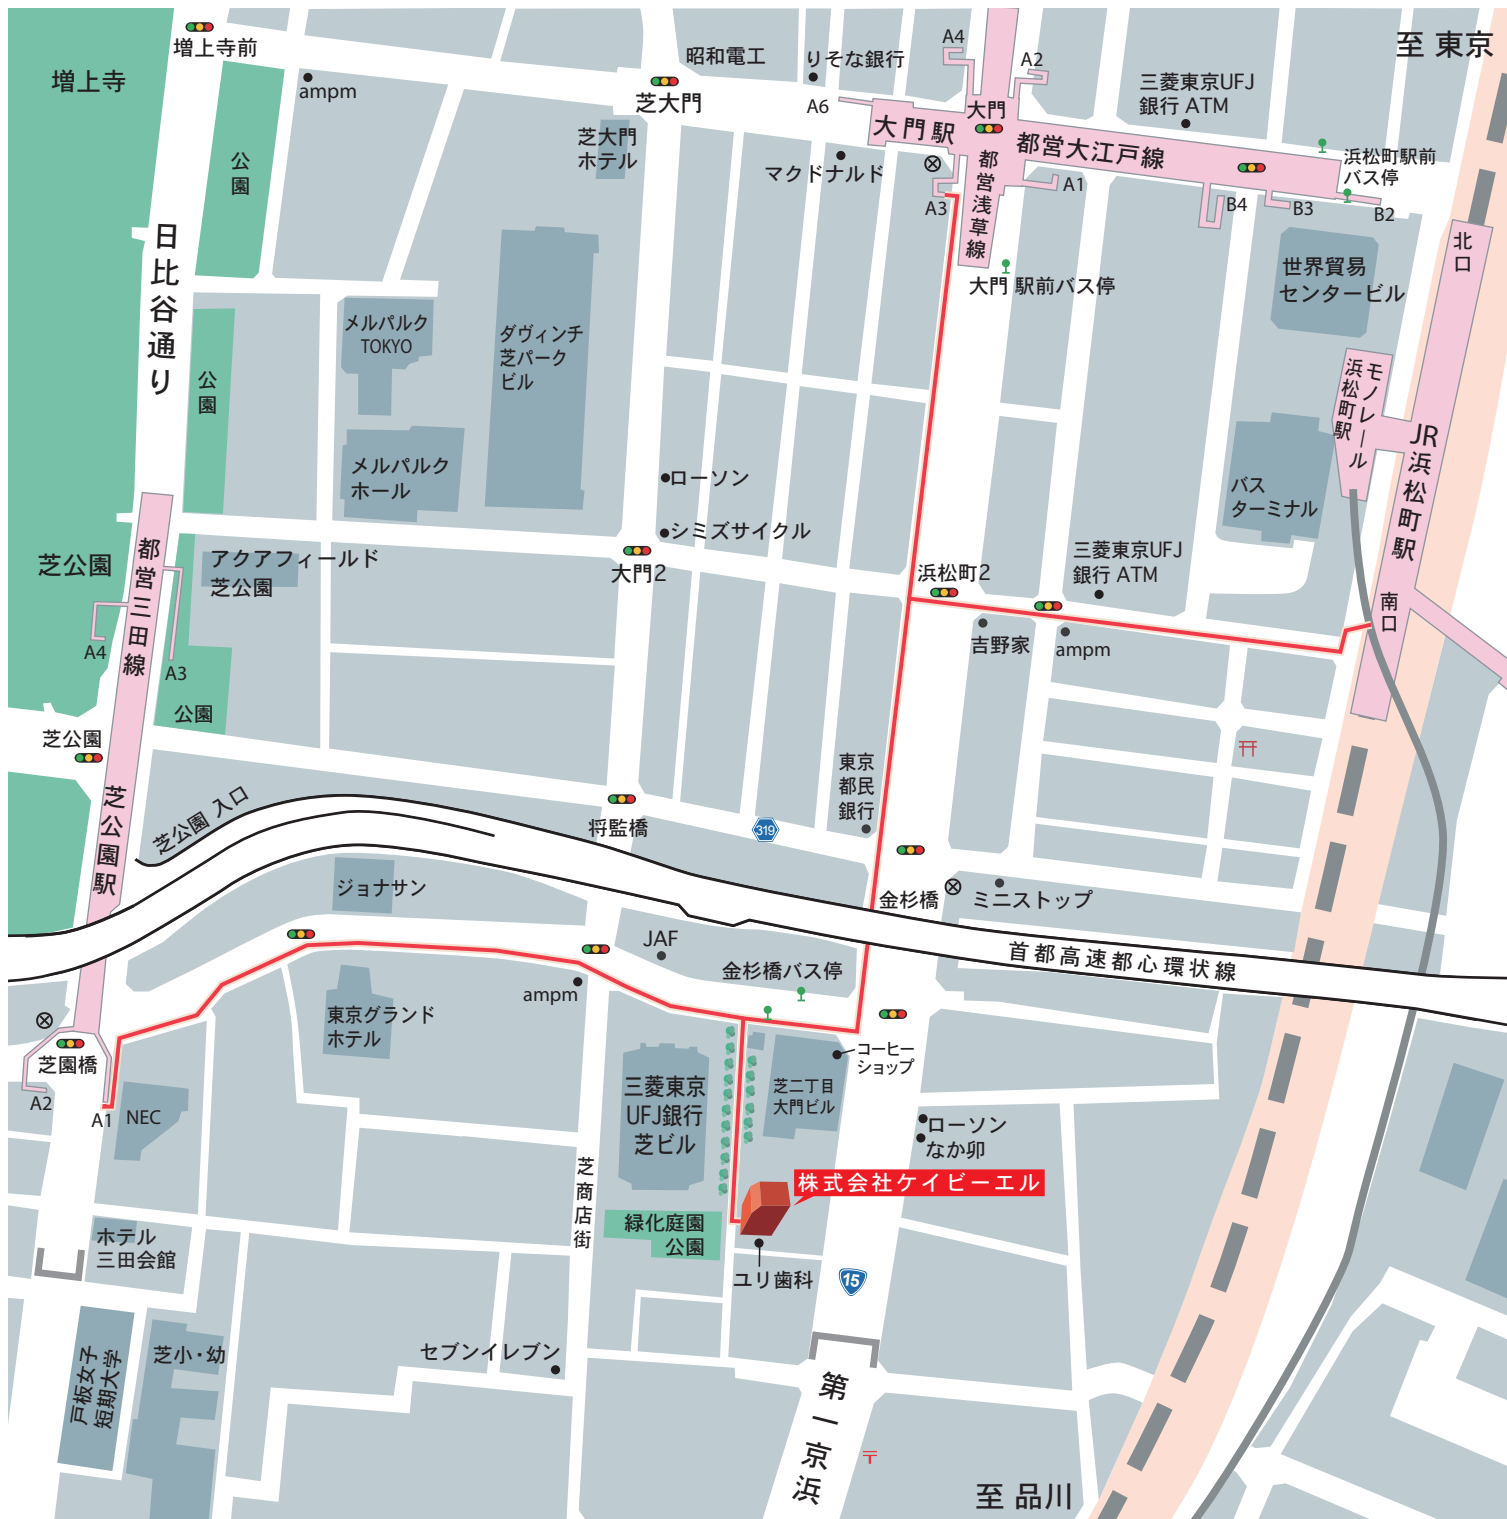 増上寺前
増上寺
ampm
昭和電工
りそな銀行
A4
A2
至 東京
三菱東京UFJ
銀行 ATM
芝大門
A6
大門
大門駅
都営大江戸線
芝大門
ホテル
マクドナルド
都営浅草線
浜松町駅前
バス停
公園
A3
A1
B4
B3
B2
日比谷通り
北口
大門 駅前バス停
世界貿易
センタービル
メルパルク
TOKYO
ダヴィンチ
芝パーク
ビル
公園
モノレール
浜松町駅
JR浜松町駅
メルパルク
ホール
ローソン
バス
ターミナル
シミズサイクル
都営三田線
芝公園
アクアフィールド
芝公園
大門2
浜松町2
三菱東京UFJ
銀行 ATM
南口
A4
A3
吉野家
ampm
公園
芝公園
東京
都民
銀行
芝公園 入口
芝公園駅
将監橋
319
ジョナサン
金杉橋
ミニストップ
JAF
首都高速都心環状線
金杉橋バス停
ampm
東京グランド
ホテル
芝園橋
コーヒー
ショップ
A2
A1
NEC
三菱東京
UFJ銀行
芝ビル
芝二丁目
大門ビル
ローソン
なか卯
芝商店街
株式会社ケイビーエル
緑化庭園
公園
ホテル
三田会館
ユリ歯科
15
戸板女子
短期大学
芝小・幼
セブンイレブン
第一京浜
至 品川